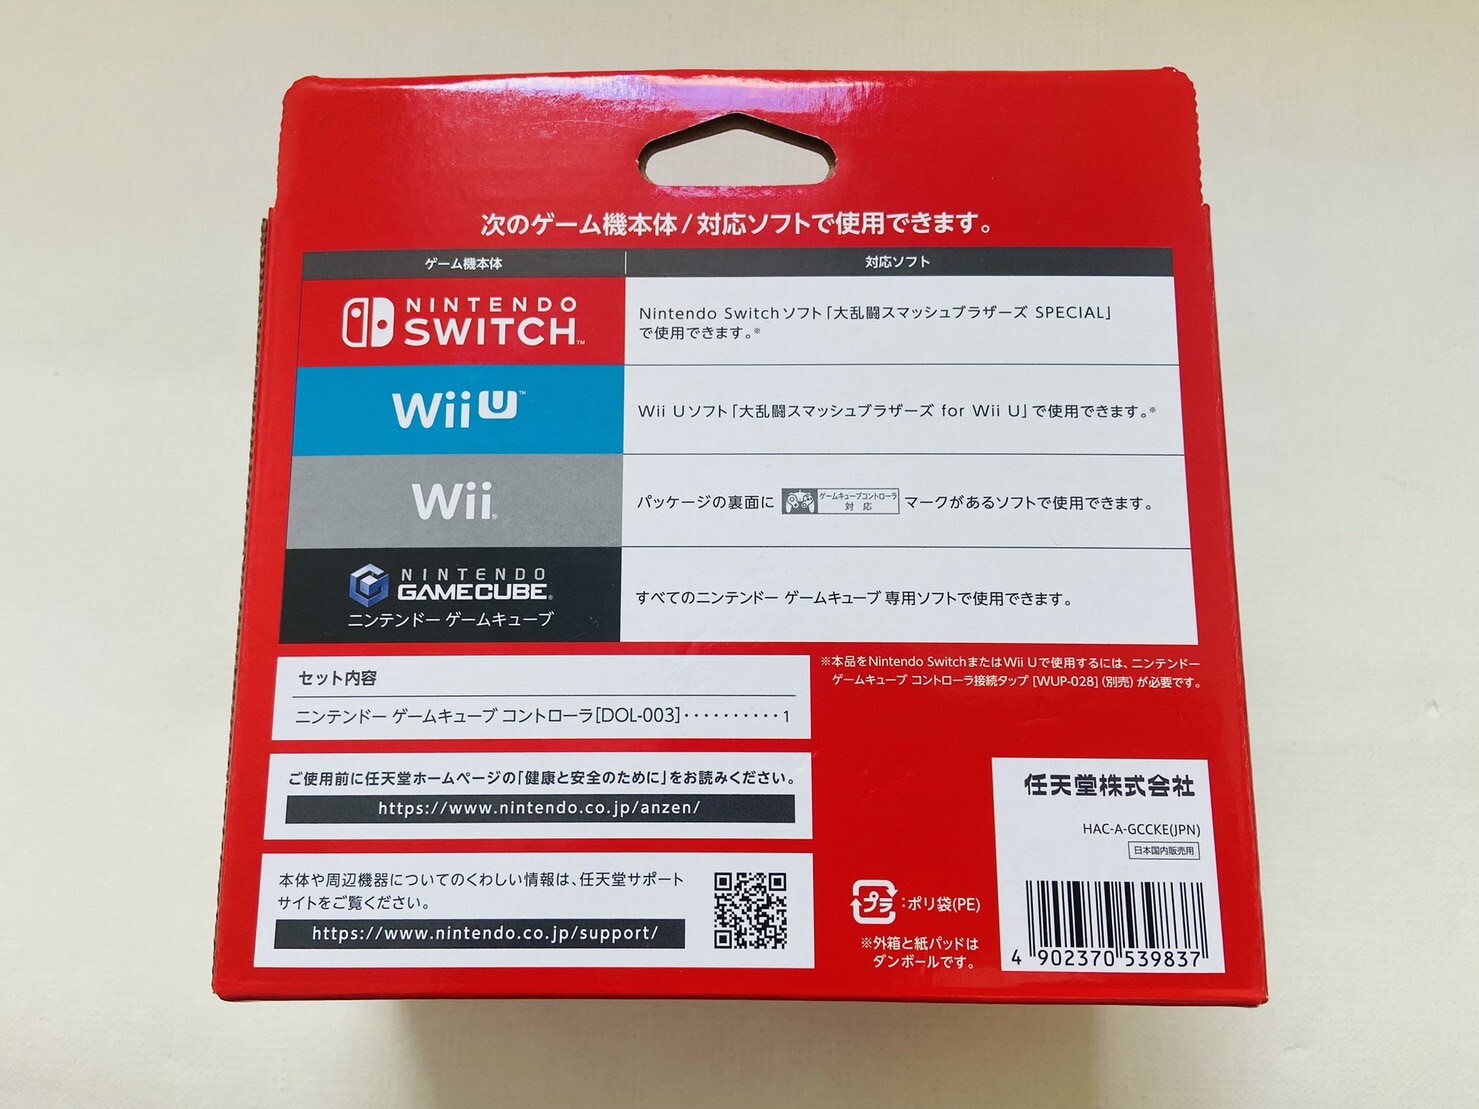 次のゲーム機本体/対応ソフトで使用できます。
ゲーム機本体 対応ソフト
NINTENDO
SWITCH™
Nintendo Switchソフト「大乱闘スマッシュブラザーズ SPECIAL」
で使用できます。※
Wii U™
Wii Uソフト「大乱闘スマッシュブラザーズ for Wii U」で使用できます。※
Wii®
パッケージの裏面に ゲームキューブコントローラ 対応 マークがあるソフトで使用できます。
NINTENDO
GAMECUBE®
ニンテンドー ゲームキューブ
すべてのニンテンドー ゲームキューブ専用ソフトで使用できます。
※本品をNintendo SwitchまたはWii Uで使用するには、ニンテンドー
ゲームキューブ コントローラ接続タップ [WUP-028](別売)が必要です。
セット内容
ニンテンドー ゲームキューブ コントローラ[DOL-003]··········1
ご使用前に任天堂ホームページの「健康と安全のために」をお読みください。
https://www.nintendo.co.jp/anzen/
本体や周辺機器についてのくわしい情報は、任天堂サポート
サイトをご覧ください。
https://www.nintendo.co.jp/support/
プラ:ポリ袋(PE)
※外箱と紙パッドは
ダンボールです。
任天堂株式会社
HAC-A-GCCKE(JPN)
日本国内販売用
4 902370 539837